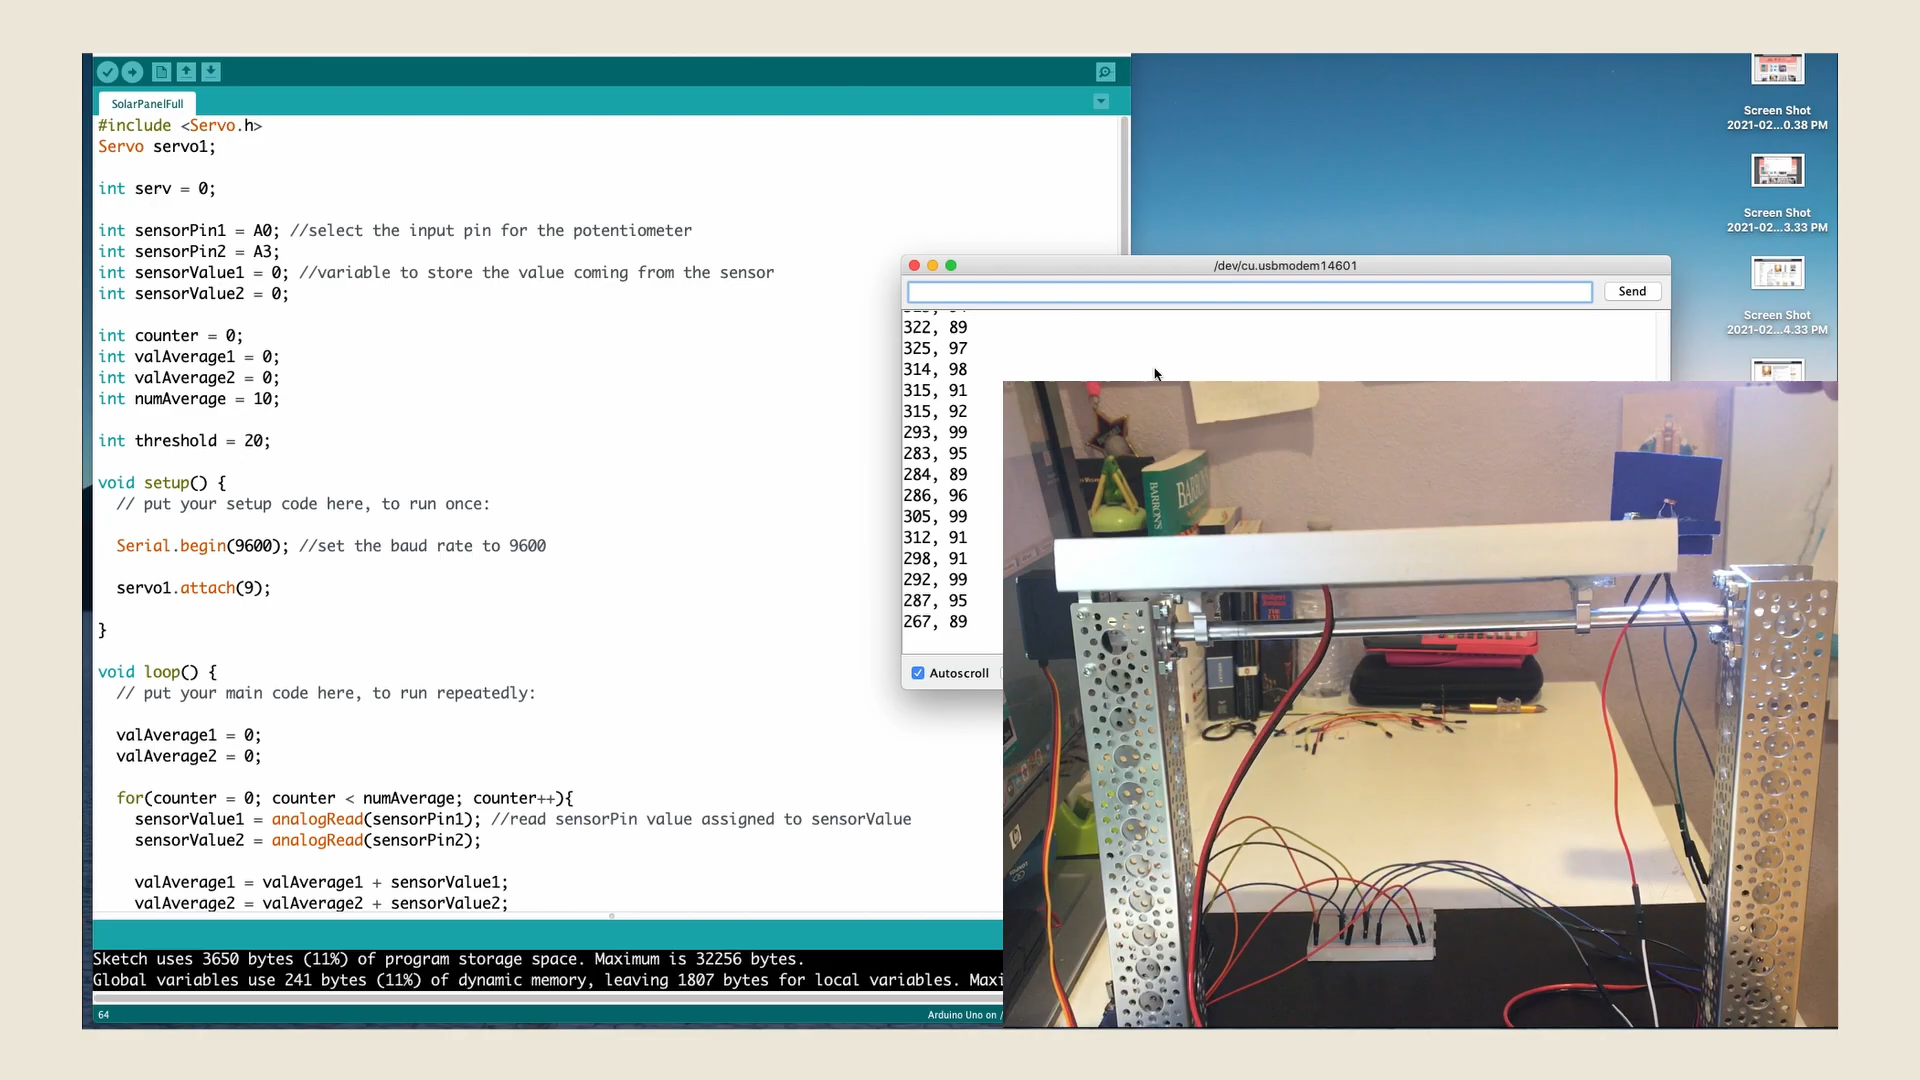 SolarPanelFull
#include <Servo.h>
Servo servo1;
int serv = 0;
int sensorPin1 = A0; //select the input pin for the potentiometer
int sensorPin2 = A3;
int sensorValue1 = 0; //variable to store the value coming from the sensor
int sensorValue2 = 0;
int counter = 0;
int valAverage1 = 0;
int valAverage2 = 0;
int numAverage = 10;
int threshold = 20;
void setup() {
// put your setup code here, to run once:
Serial.begin(9600); //set the baud rate to 9600
servo1.attach(9);
}
void loop() {
// put your main code here, to run repeatedly:
valAverage1 = 0;
valAverage2 = 0;
for(counter = 0; counter < numAverage; counter++){
sensorValue1 = analogRead(sensorPin1); //read sensorPin value assigned to sensorValue
sensorValue2 = analogRead(sensorPin2);
valAverage1 = valAverage1 + sensorValue1;
valAverage2 = valAverage2 + sensorValue2;
Sketch uses 3650 bytes (11%) of program storage space. Maximum is 32256 bytes.
Global variables use 241 bytes (11%) of dynamic memory, leaving 1807 bytes for local variables. Maxi
64
Arduino Uno on /
/dev/cu.usbmodem14601
Send
322, 89
325, 97
314, 98
315, 91
315, 92
293, 99
283, 95
284, 89
286, 96
305, 99
312, 91
298, 91
292, 99
287, 95
267, 89
Autoscroll
Screen Shot
2021-02...0.38 PM
Screen Shot
2021-02...3.33 PM
Screen Shot
2021-02...4.33 PM
BARRON'S